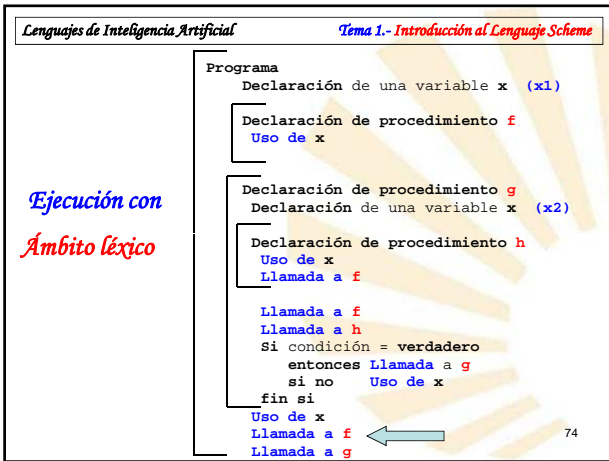 Lenguajes de Inteligencia Artificial Tema 1.- Introducción al Lenguaje Scheme
Programa
Declaración de una variable x (x1)
Declaración de procedimiento f
Uso de x
Ejecución con
Ámbito léxico
Declaración de procedimiento g
Declaración de una variable x (x2)
Declaración de procedimiento h
Uso de x
Llamada a f
Llamada a f
Llamada a h
Si condición = verdadero
entonces Llamada a g
si no Uso de x
fin si
Uso de x
Llamada a f
74
Llamada a g